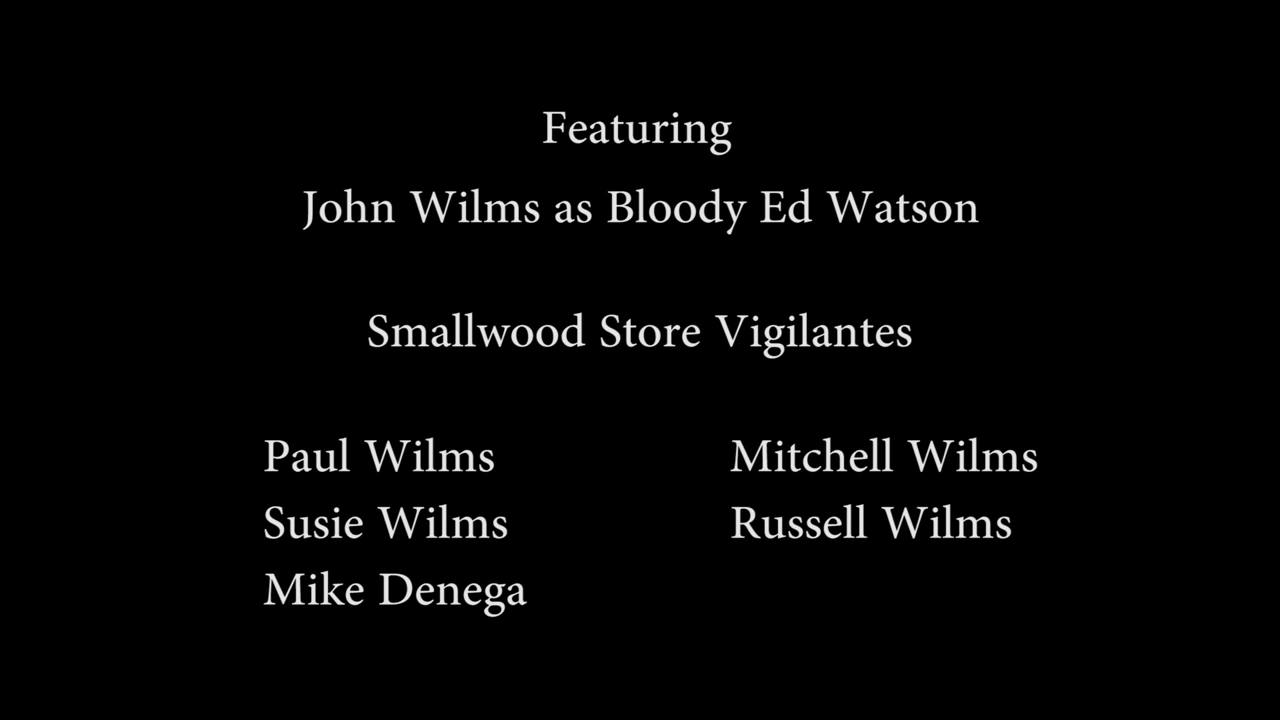 Featuring
John Wilms as Bloody Ed Watson
Smallwood Store Vigilantes
Paul Wilms
Susie Wilms
Mike Denega
Mitchell Wilms
Russell Wilms